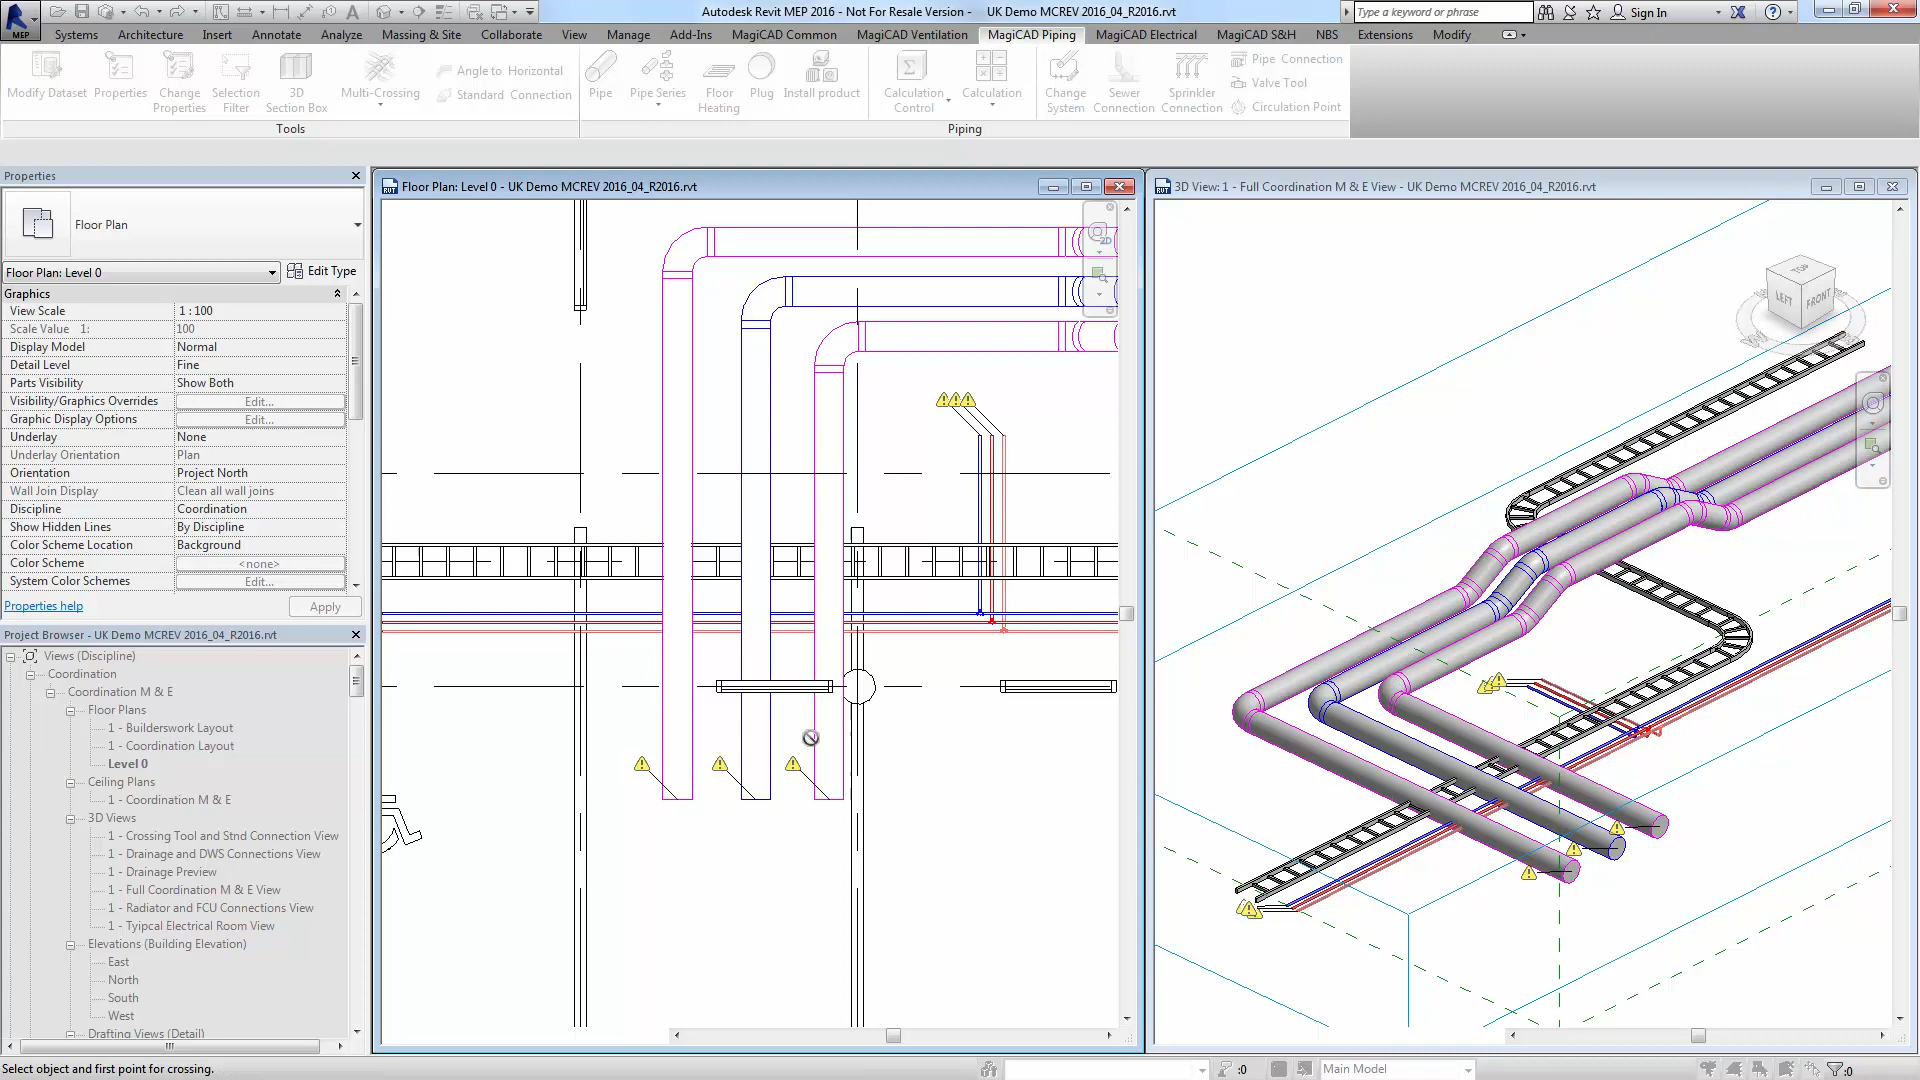 Autodesk Revit MEP 2016 - Not For Resale Version - UK Demo MCREV 2016_04_R2016.rvt
Type a keyword or phrase
Sign In
MEP
Systems Architecture Insert Annotate Analyze Massing & Site Collaborate View Manage Add-Ins MagiCAD Common MagiCAD Ventilation MagiCAD Piping MagiCAD Electrical MagiCAD S&H NBS Extensions Modify
Modify Dataset
Properties
Change
Properties
Selection
Filter
3D
Section Box
Multi-Crossing
Angle to Horizontal
Standard Connection
Pipe
Pipe Series
Floor
Heating
Plug
Install product
Calculation
Control
Calculation
Change
System
Sewer
Connection
Sprinkler
Connection
Pipe Connection
Valve Tool
Circulation Point
Tools
Piping
Properties
Floor Plan
Floor Plan: Level 0
Edit Type
Graphics
View Scale 1 : 100
Scale Value 1: 100
Display Model Normal
Detail Level Fine
Parts Visibility Show Both
Visibility/Graphics Overrides Edit...
Graphic Display Options Edit...
Underlay None
Underlay Orientation Plan
Orientation Project North
Wall Join Display Clean all wall joins
Discipline Coordination
Show Hidden Lines By Discipline
Color Scheme Location Background
Color Scheme <none>
System Color Schemes Edit...
Properties help
Apply
Project Browser - UK Demo MCREV 2016_04_R2016.rvt
Views (Discipline)
Coordination
Coordination M & E
Floor Plans
1 - Builderswork Layout
1 - Coordination Layout
Level 0
Ceiling Plans
1 - Coordination M & E
3D Views
1 - Crossing Tool and Stnd Connection View
1 - Drainage and DWS Connections View
1 - Drainage Preview
1 - Full Coordination M & E View
1 - Radiator and FCU Connections View
1 - Tyipcal Electrical Room View
Elevations (Building Elevation)
East
North
South
West
Drafting Views (Detail)
Floor Plan: Level 0 - UK Demo MCREV 2016_04_R2016.rvt
2D
3D View: 1 - Full Coordination M & E View - UK Demo MCREV 2016_04_R2016.rvt
TOP
LEFT
FRONT
Select object and first point for crossing.
:0
Main Model
:0